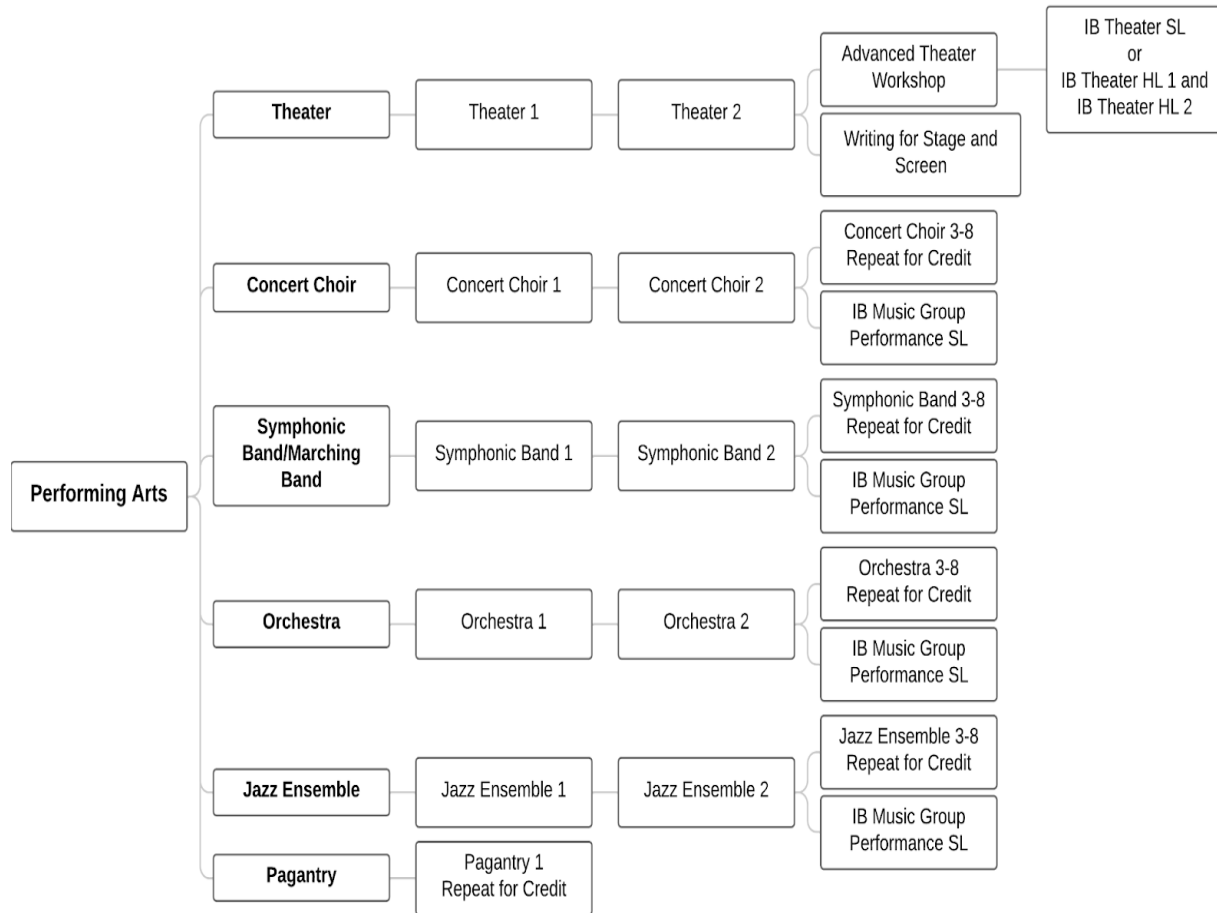 Performing Arts
Theater
Theater 1
Theater 2
Advanced Theater
Workshop
IB Theater SL
or
IB Theater HL 1 and
IB Theater HL 2
Writing for Stage and
Screen
Concert Choir
Concert Choir 1
Concert Choir 2
Concert Choir 3-8
Repeat for Credit
IB Music Group
Performance SL
Symphonic
Band/Marching
Band
Symphonic Band 1
Symphonic Band 2
Symphonic Band 3-8
Repeat for Credit
IB Music Group
Performance SL
Orchestra
Orchestra 1
Orchestra 2
Orchestra 3-8
Repeat for Credit
IB Music Group
Performance SL
Jazz Ensemble
Jazz Ensemble 1
Jazz Ensemble 2
Jazz Ensemble 3-8
Repeat for Credit
IB Music Group
Performance SL
Pagantry
Pagantry 1
Repeat for Credit